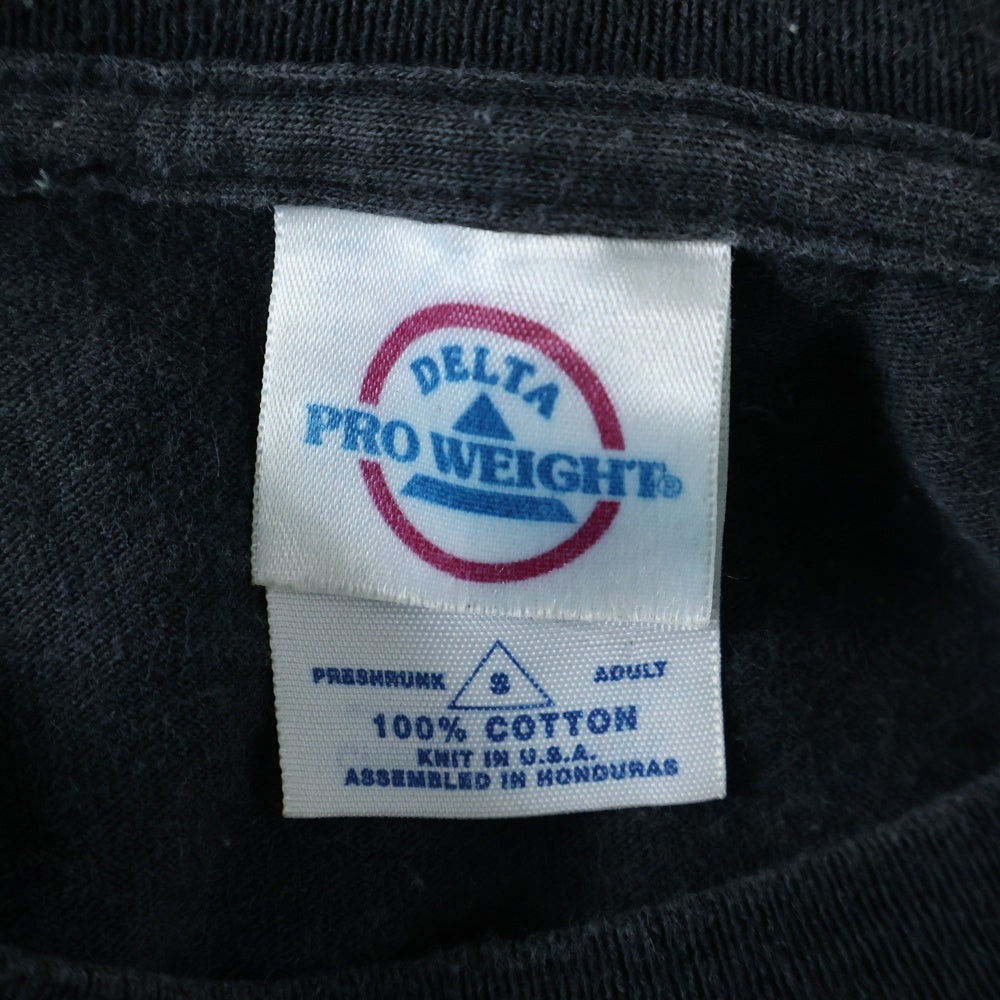 DELTA
PRO WEIGHT®
PRESHRUNK S ADULT
100% COTTON
KNIT IN U.S.A.
ASSEMBLED IN HONDURAS